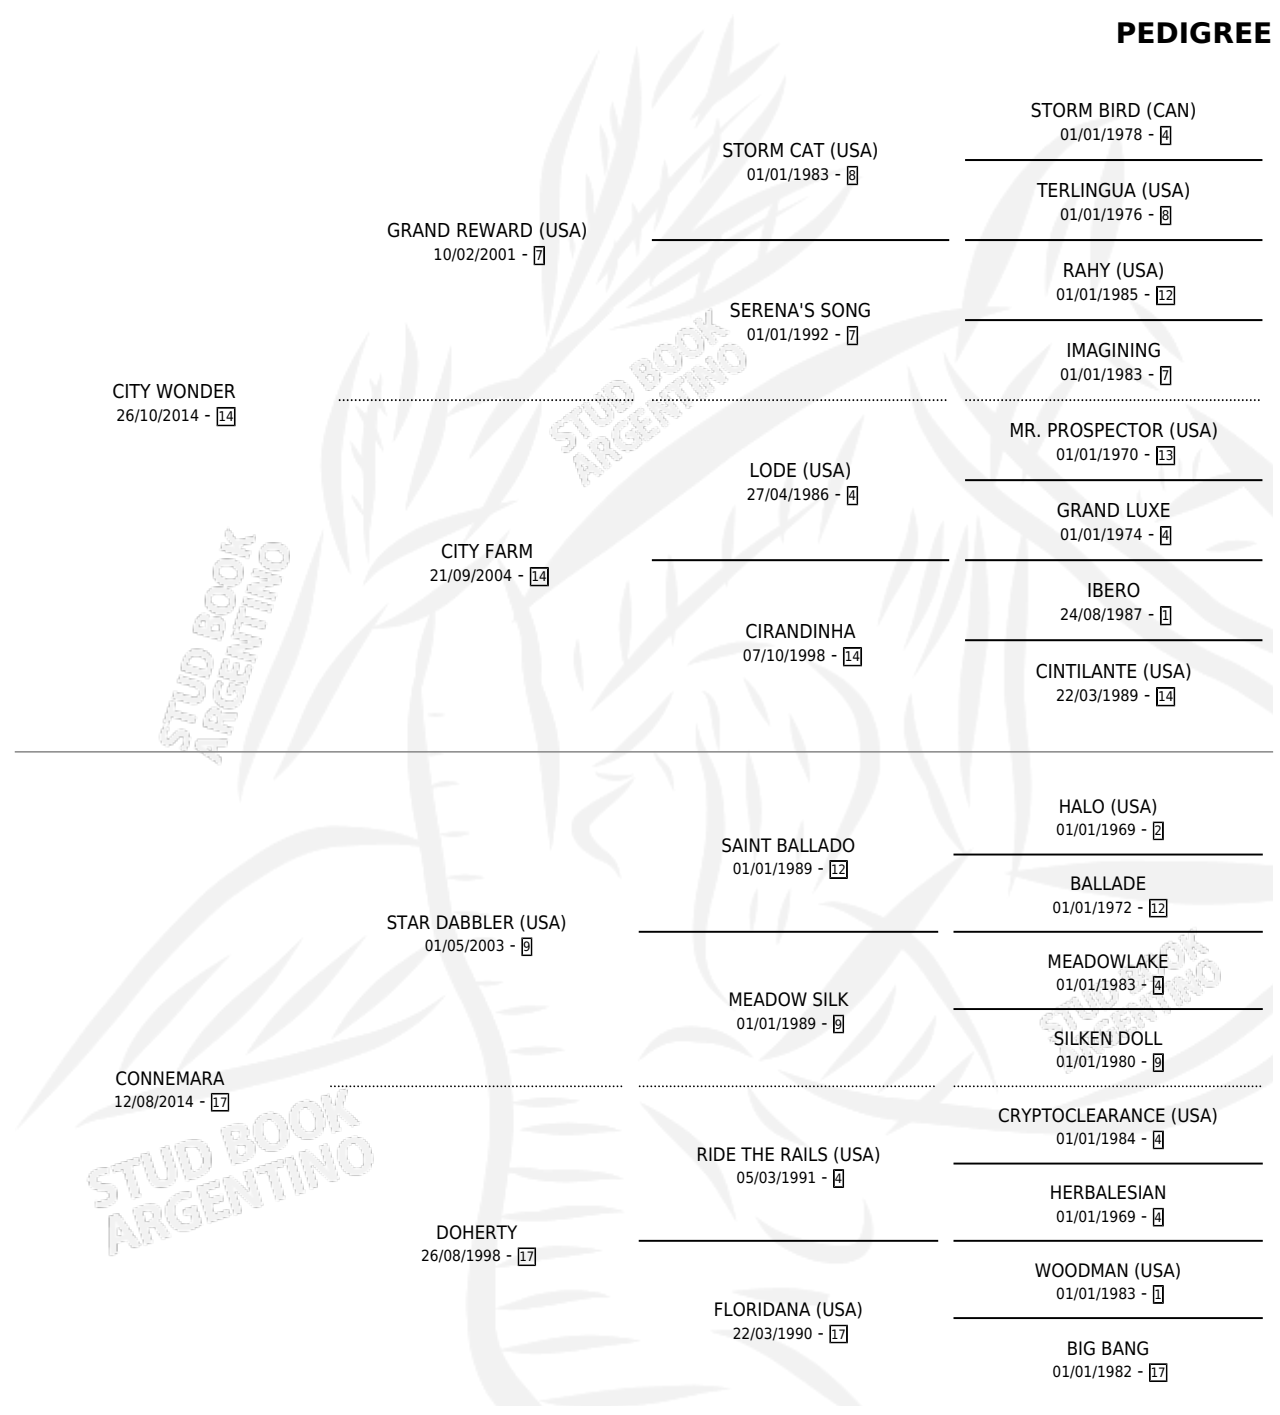 PEDIGREE
STORM BIRD (CAN)
01/01/1978 - 4
STORM CAT (USA)
01/01/1983 - 8
TERLINGUA (USA)
01/01/1976 - 8
GRAND REWARD (USA)
10/02/2001 - 7
RAHY (USA)
01/01/1985 - 12
SERENA'S SONG
01/01/1992 - 7
IMAGINING
01/01/1983 - 7
CITY WONDER
26/10/2014 - 14
STUD BOOK
ARGENTINO
MR. PROSPECTOR (USA)
01/01/1970 - 13
LODE (USA)
27/04/1986 - 4
GRAND LUXE
01/01/1974 - 4
CITY FARM
21/09/2004 - 14
IBERO
24/08/1987 - 1
CIRANDINHA
07/10/1998 - 14
CINTILANTE (USA)
22/03/1989 - 14
STUD BOOK
ARGENTINO
HALO (USA)
01/01/1969 - 2
SAINT BALLADO
01/01/1989 - 12
BALLADE
01/01/1972 - 12
STAR DABBLER (USA)
01/05/2003 - 9
MEADOWLAKE
01/01/1983 - 4
MEADOW SILK
01/01/1989 - 9
SILKEN DOLL
01/01/1980 - 9
STUD BOOK
ARGENTINO
CONNEMARA
12/08/2014 - 17
CRYPTOCLEARANCE (USA)
01/01/1984 - 4
RIDE THE RAILS (USA)
05/03/1991 - 4
HERBALESIAN
01/01/1969 - 4
STUD BOOK
ARGENTINO
DOHERTY
26/08/1998 - 17
WOODMAN (USA)
01/01/1983 - 1
FLORIDANA (USA)
22/03/1990 - 17
BIG BANG
01/01/1982 - 17